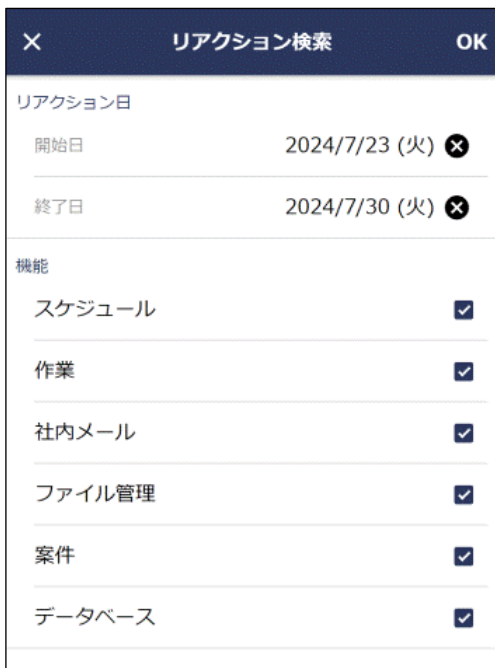 リアクション検索 OK
リアクション日
開始日 2024/7/23 (火)
終了日 2024/7/30 (火)
機能
スケジュール
作業
社内メール
ファイル管理
案件
データベース